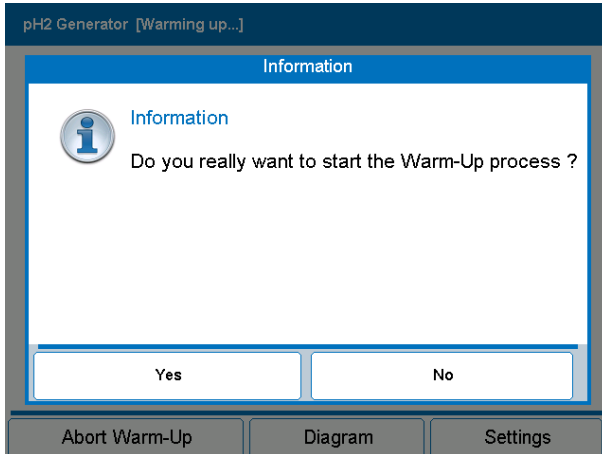 pH2 Generator [Warming up...]
Information
Information
Do you really want to start the Warm-Up process ?
Yes
No
Abort Warm-Up
Diagram
Settings